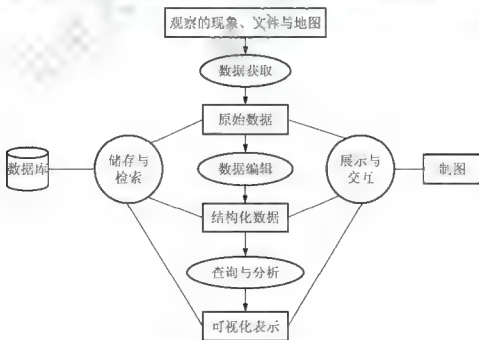 观察的现象、文件与地图
数据获取
原始数据
数据库
储存与
检索
数据编辑
展示与
交互
制图
结构化数据
查询与分析
可视化表示